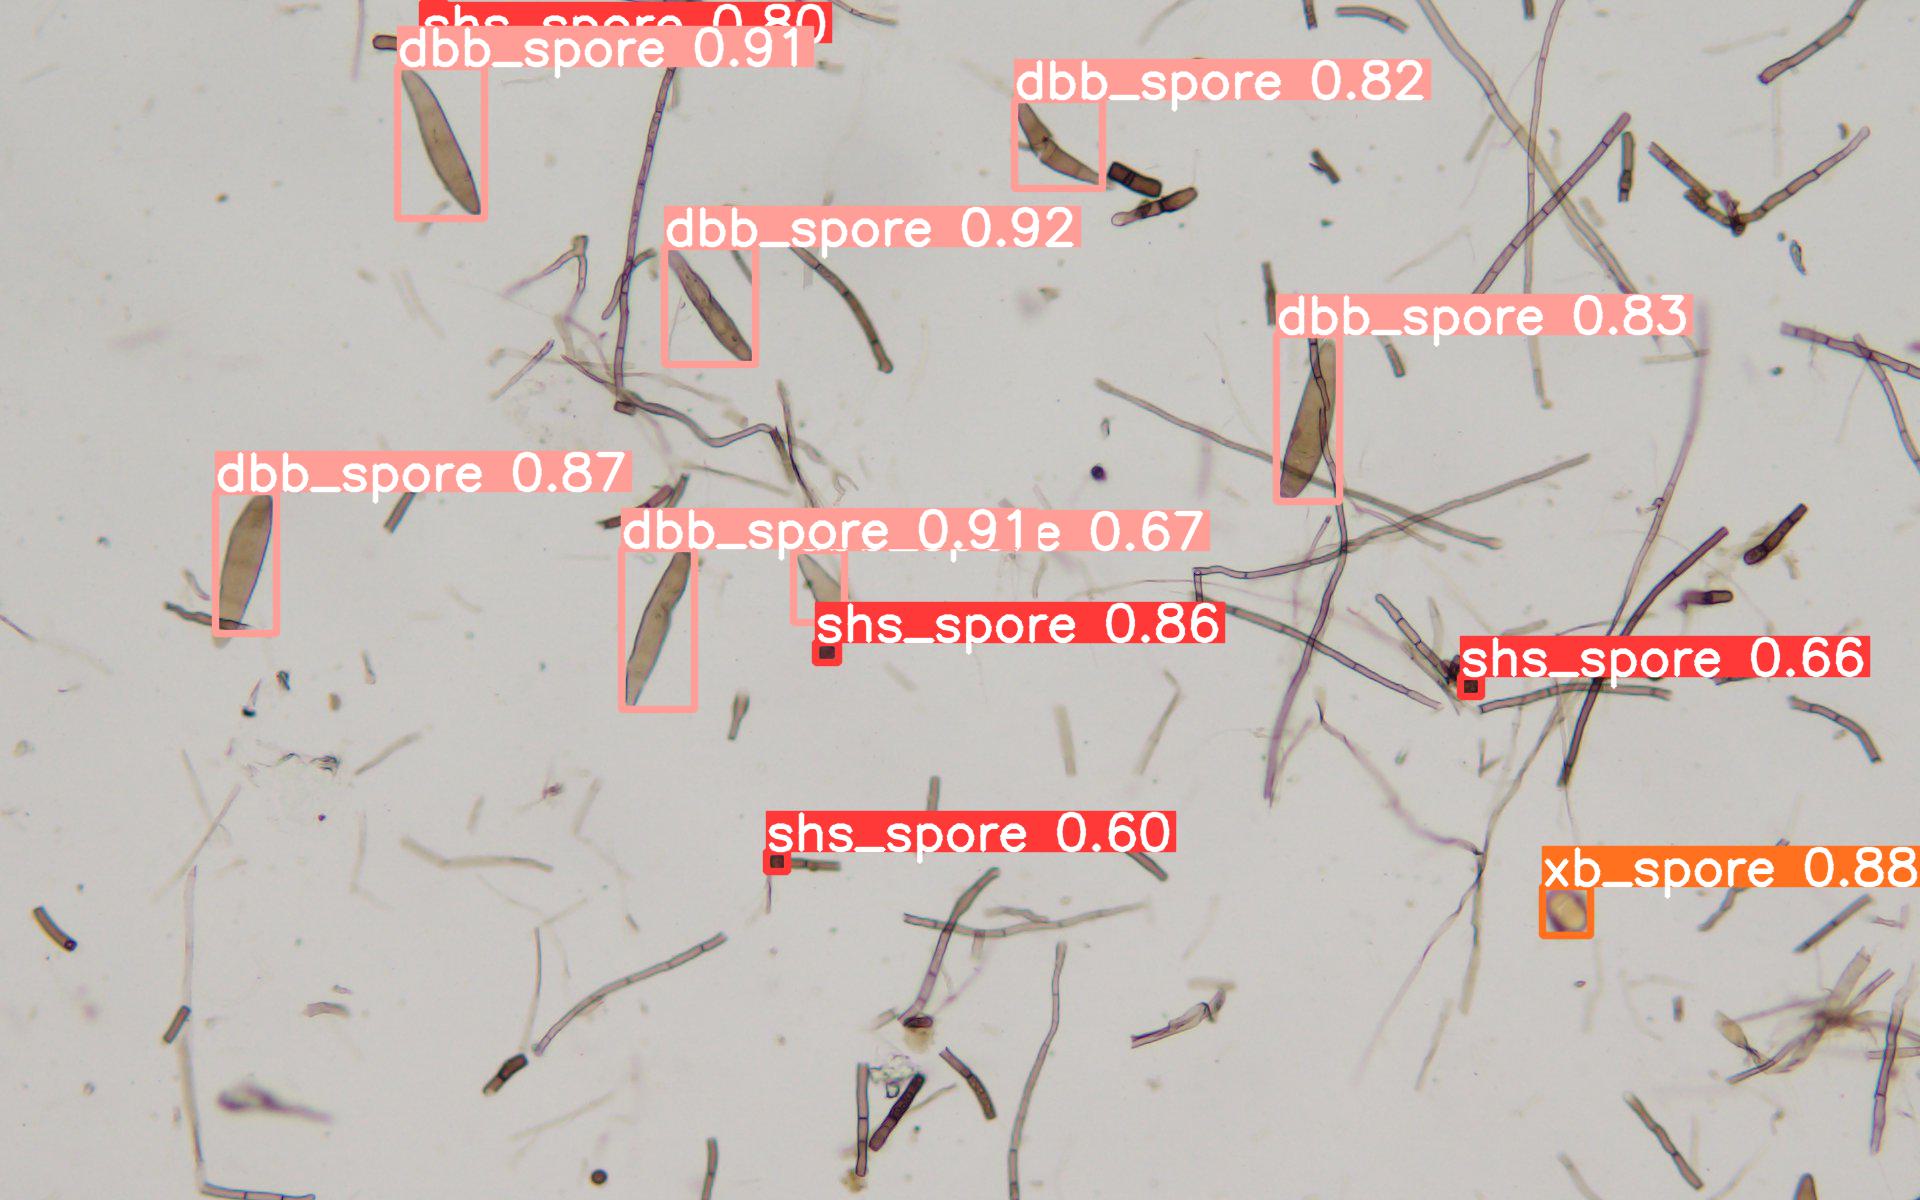 shs_spore 0.80
dbb_spore 0.91
dbb_spore 0.82
dbb_spore 0.92
dbb_spore 0.83
dbb_spore 0.87
dbb_spore 0.91
e 0.67
shs_spore 0.86
shs_spore 0.66
shs_spore 0.60
xb_spore 0.88